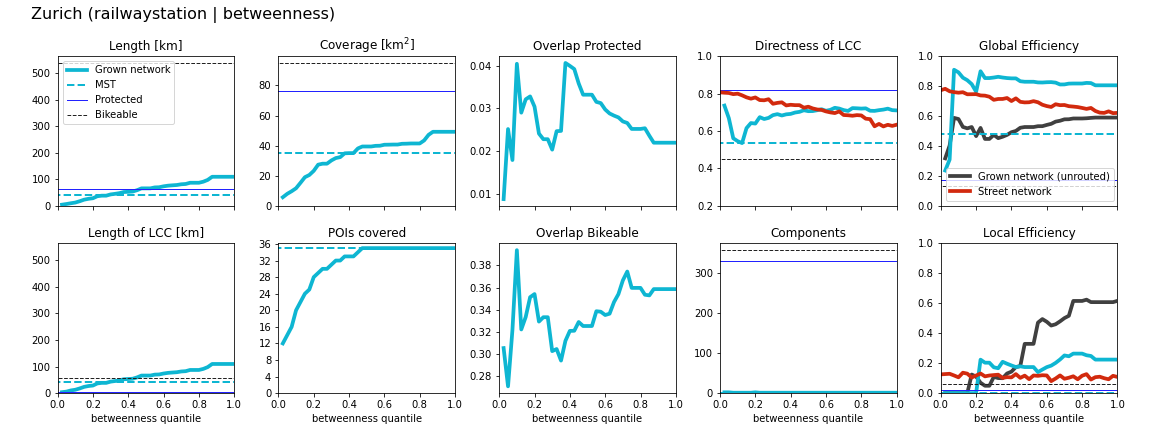 Zurich (railwaystation | betweenness)
Length [km]
500
400
300
200
100
0
Grown network
MST
Protected
Bikeable
Coverage [km²]
80
60
40
20
0
Overlap Protected
0.04
0.03
0.02
0.01
Directness of LCC
1.0
0.8
0.6
0.4
0.2
Global Efficiency
1.0
0.8
0.6
0.4
0.2
0.0
Grown network (unrouted)
Street network
Length of LCC [km]
500
400
300
200
100
0
0.0 0.2 0.4 0.6 0.8 1.0
betweenness quantile
POIs covered
36
32
28
24
20
16
12
8
4
0
0.0 0.2 0.4 0.6 0.8 1.0
betweenness quantile
Overlap Bikeable
0.38
0.36
0.34
0.32
0.30
0.28
0.0 0.2 0.4 0.6 0.8 1.0
betweenness quantile
Components
300
200
100
0
0.0 0.2 0.4 0.6 0.8 1.0
betweenness quantile
Local Efficiency
1.0
0.8
0.6
0.4
0.2
0.0
0.0 0.2 0.4 0.6 0.8 1.0
betweenness quantile